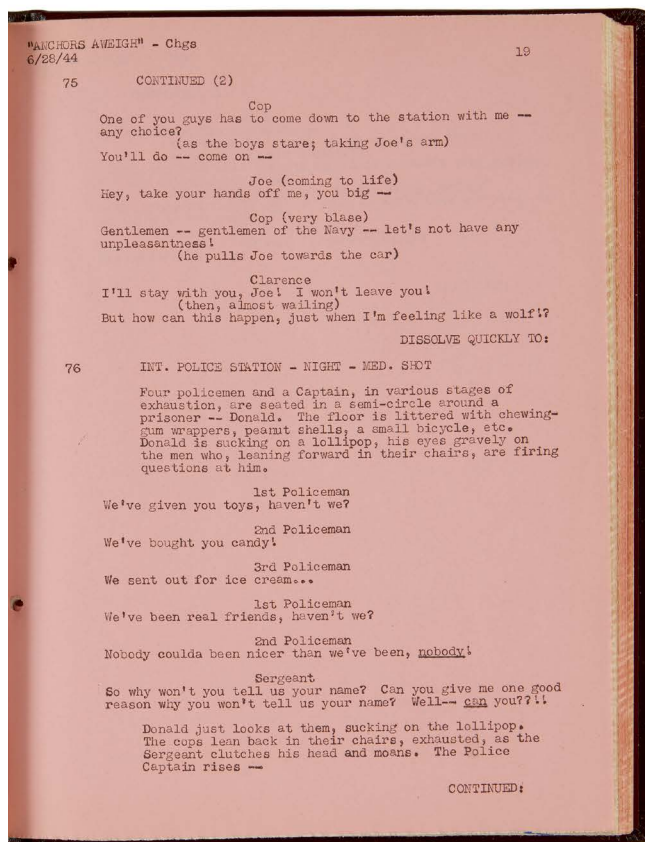 "ANCHORS AWEIGH" - Chgs
6/28/44
19
75 CONTINUED (2)
Cop
One of you guys has to come down to the station with me --
any choice?
(as the boys stare; taking Joe's arm)
You'll do -- come on --
Joe (coming to life)
Hey, take your hands off me, you big --
Cop (very blase)
Gentlemen -- gentlemen of the Navy -- let's not have any
unpleasantness!
(he pulls Joe towards the car)
Clarence
I'll stay with you, Joe! I won't leave you!
(then, almost wailing)
But how can this happen, just when I'm feeling like a wolf!?
DISSOLVE QUICKLY TO:
76 INT. POLICE STATION - NIGHT - MED. SHOT
Four policemen and a Captain, in various stages of
exhaustion, are seated in a semi-circle around a
prisoner -- Donald. The floor is littered with chewing-
gum wrappers, peanut shells, a small bicycle, etc.
Donald is sucking on a lollipop, his eyes gravely on
the men who, leaning forward in their chairs, are firing
questions at him.
1st Policeman
We've given you toys, haven't we?
2nd Policeman
We've bought you candy!
3rd Policeman
We sent out for ice cream...
1st Policeman
We've been real friends, haven't we?
2nd Policeman
Nobody coulda been nicer than we've been, nobody!
Sergeant
So why won't you tell us your name? Can you give me one good
reason why you won't tell us your name? Well-- can you??!!
Donald just looks at them, sucking on the lollipop.
The cops lean back in their chairs, exhausted, as the
Sergeant clutches his head and moans. The Police
Captain rises --
CONTINUED: